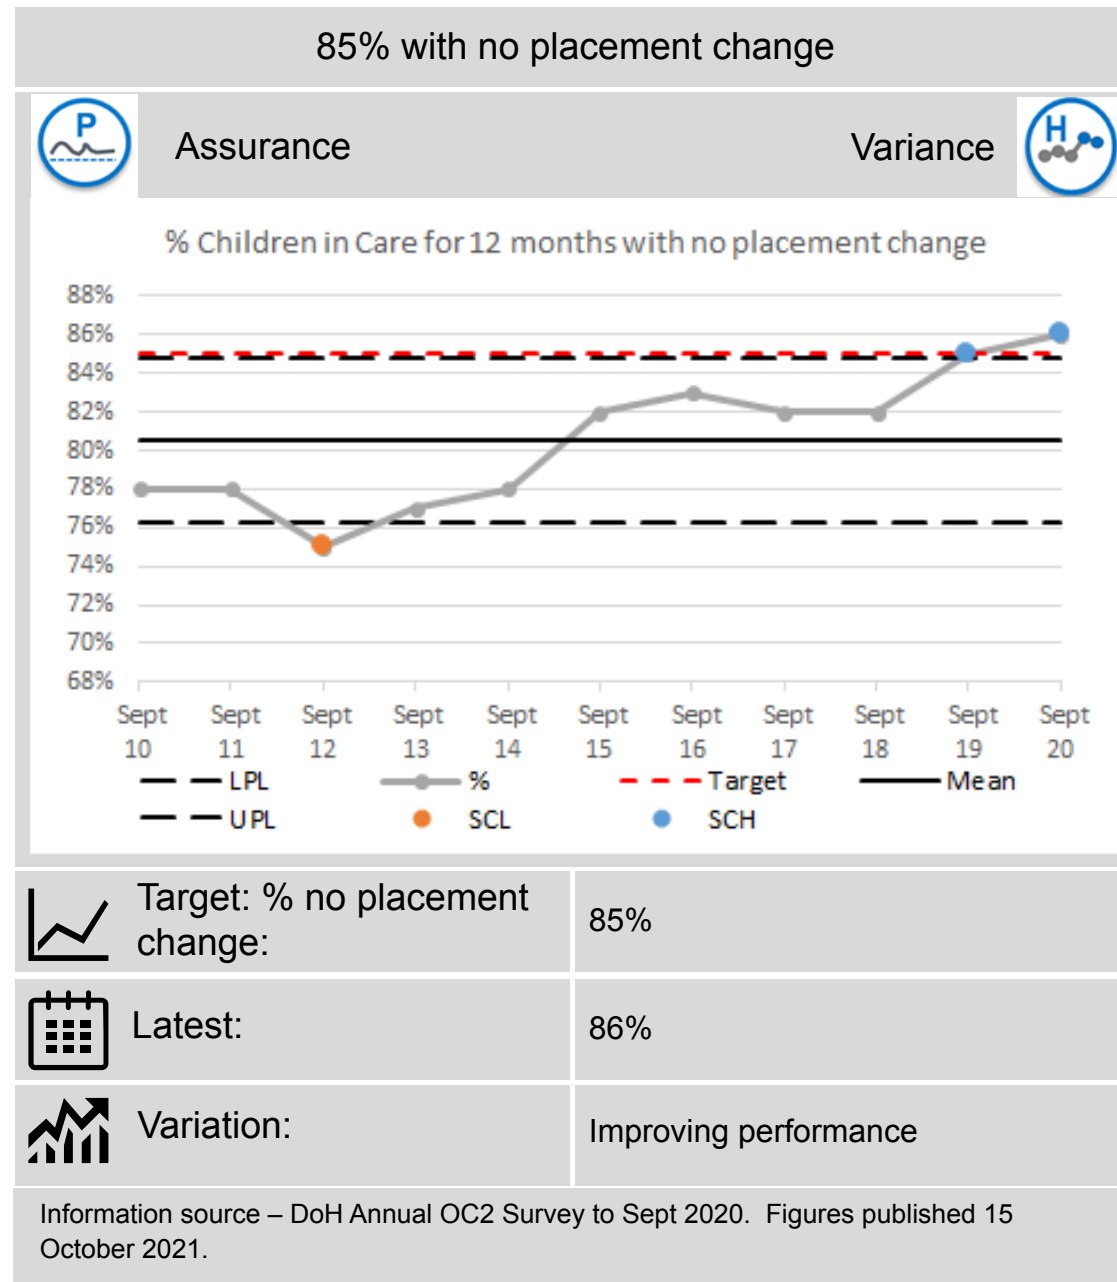 85% with no placement change
P
Assurance
Variance
H
% Children in Care for 12 months with no placement change
88%
86%
84%
82%
80%
78%
76%
74%
72%
70%
68%
Sept Sept Sept Sept Sept Sept Sept Sept Sept Sept Sept
10 11 12 13 14 15 16 17 18 19 20
LPL % Target Mean
UPL SCL SCH
Target: % no placement
change:
85%
Latest:
86%
Variation:
Improving performance
Information source – DoH Annual OC2 Survey to Sept 2020. Figures published 15
October 2021.